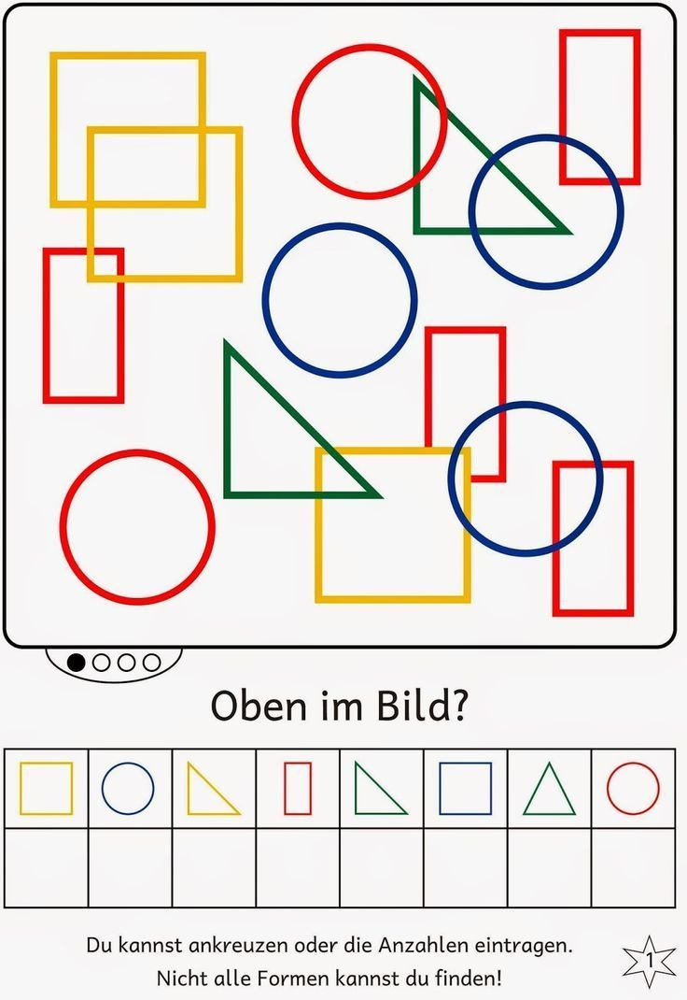 Oben im Bild?
Du kannst ankreuzen oder die Anzahlen eintragen.
Nicht alle Formen kannst du finden!
1